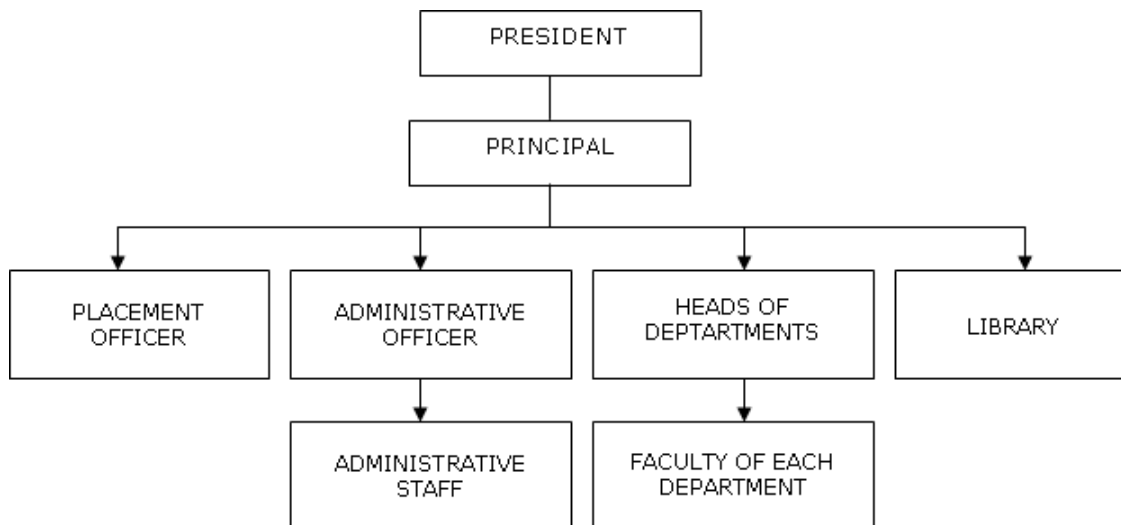 PRESIDENT
PRINCIPAL
PLACEMENT
OFFICER
ADMINISTRATIVE
OFFICER
HEADS OF
DEPTARTMENTS
LIBRARY
ADMINISTRATIVE
STAFF
FACULTY OF EACH
DEPARTMENT